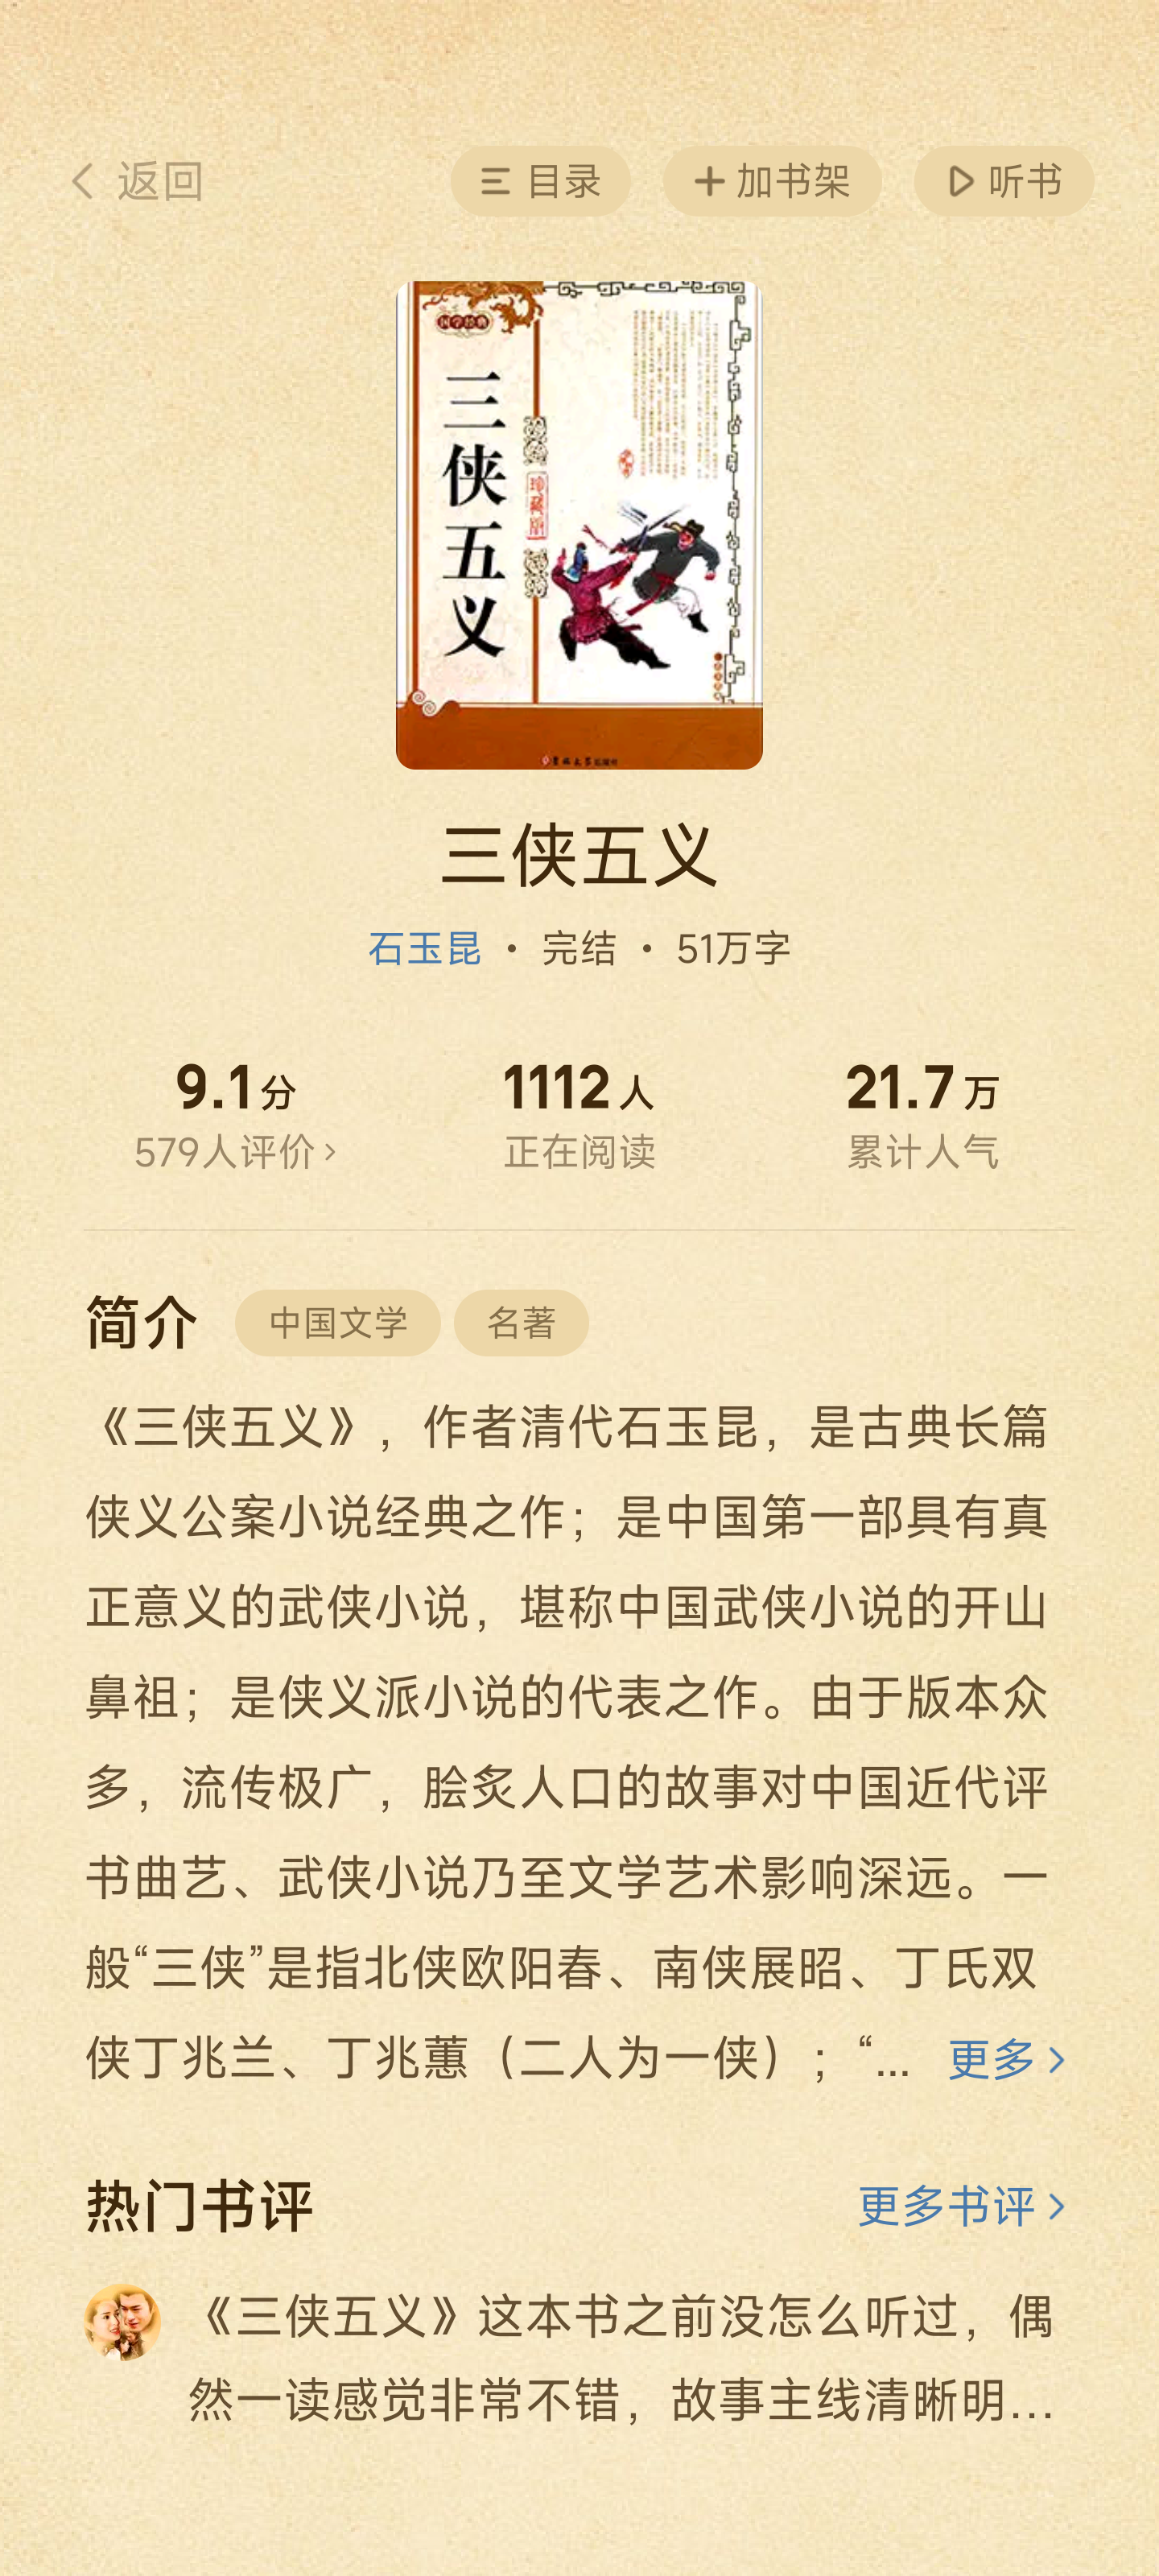 返回
目录
加书架
听书
国学经典
三侠五义
珍藏版
三侠五义
石玉昆 · 完结 · 51万字
9.1分
1112人
21.7万
579人评价
正在阅读
累计人气
简介
中国文学
名著
《三侠五义》，作者清代石玉昆，是古典长篇
侠义公案小说经典之作；是中国第一部具有真
正意义的武侠小说，堪称中国武侠小说的开山
鼻祖；是侠义派小说的代表之作。由于版本众
多，流传极广，脍炙人口的故事对中国近代评
书曲艺、武侠小说乃至文学艺术影响深远。一
般“三侠”是指北侠欧阳春、南侠展昭、丁氏双
侠丁兆兰、丁兆蕙（二人为一侠）；“... 更多
热门书评
更多书评
《三侠五义》这本书之前没怎么听过，偶
然一读感觉非常不错，故事主线清晰明...